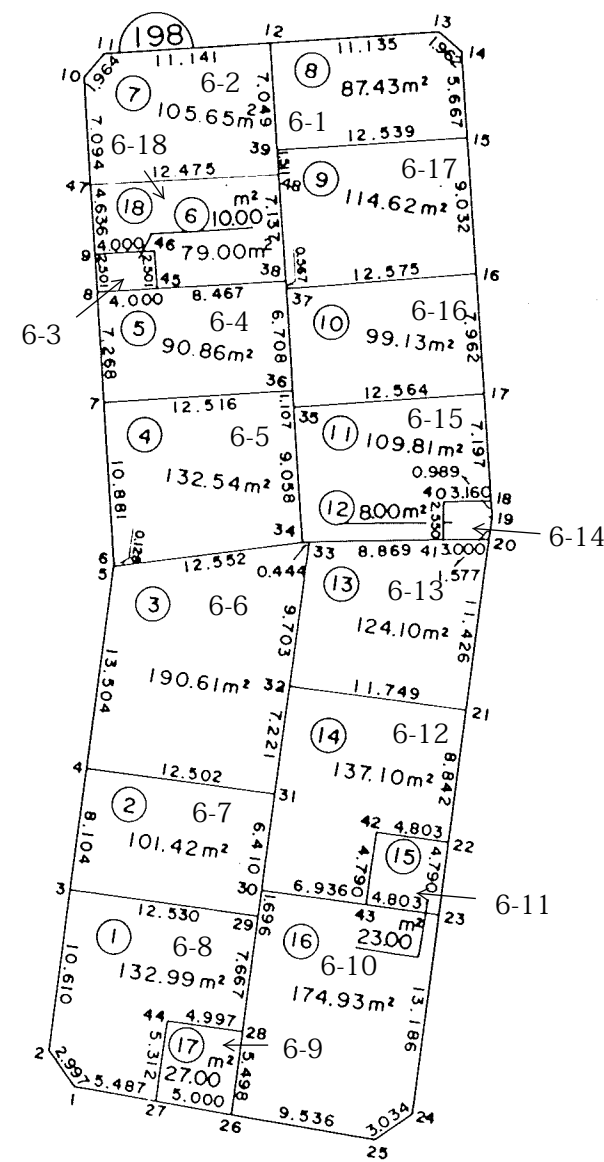 198
11 12 13
11.141 11.135 1.967 14
10 1.964 7 6-2 7.049 8 87.43m² 5.667
105.65m² 2 6-1
7.094 6-18 39 12.539 15
12.475 1.511 6-17
47 48 9 114.62m² 9.032
4.636 18 6 10.00 m² 7.137
4.000 46 79.00m²
9 2.501 2.501 45 38 0.567 12.575 16
8 4.000 8.467 37
6-3 5 6-4 6.708 10 6-16 7.962
7.268 90.86m² 99.13m²
36 12.564 17
7 12.516 1.107 35 6-15
4 6-5 11 109.81m² 7.197
10.881 132.54m² 9.058 0.989
40 3.160 18
12 8.00m² 2.550 19
34 6-14
6 0.128 12.552 33 8.869 41 3.000 20
5 0.444 1.577
3 6-6 13 6-13
9.703 124.10m² 11.426
13.504 190.61m² 32 11.749
21
7.221 14 6-12
137.10m² 8.842
4 12.502
31
2 6-7 42 4.803
8.104 101.42m² 6.410 4.790 15 4.790 22
3 30 6.936 4.803
12.530 29 1.696 43 23 6-11
1 6-8 16 m² 23.00
10.610 132.99m² 7.667 6-10
174.93m² 13.186
44 4.997
28
2 17 6-9
2.997 5.312 m² 27.00 5.498
5.487 5.000 24
1 27 26 9.536 3.034
25